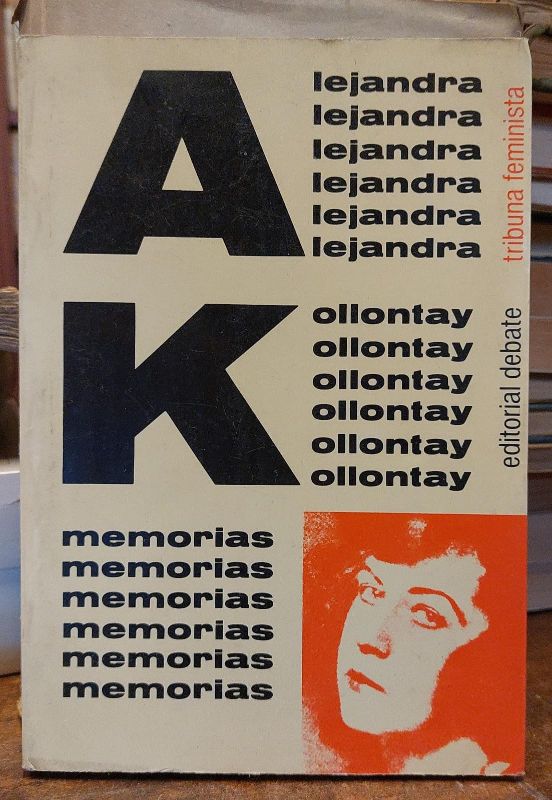 A
lejandra
lejandra
lejandra
lejandra
lejandra
lejandra
K
ollontay
ollontay
ollontay
ollontay
ollontay
ollontay
memorias
memorias
memorias
memorias
memorias
memorias
tribuna feminista
editorial debate